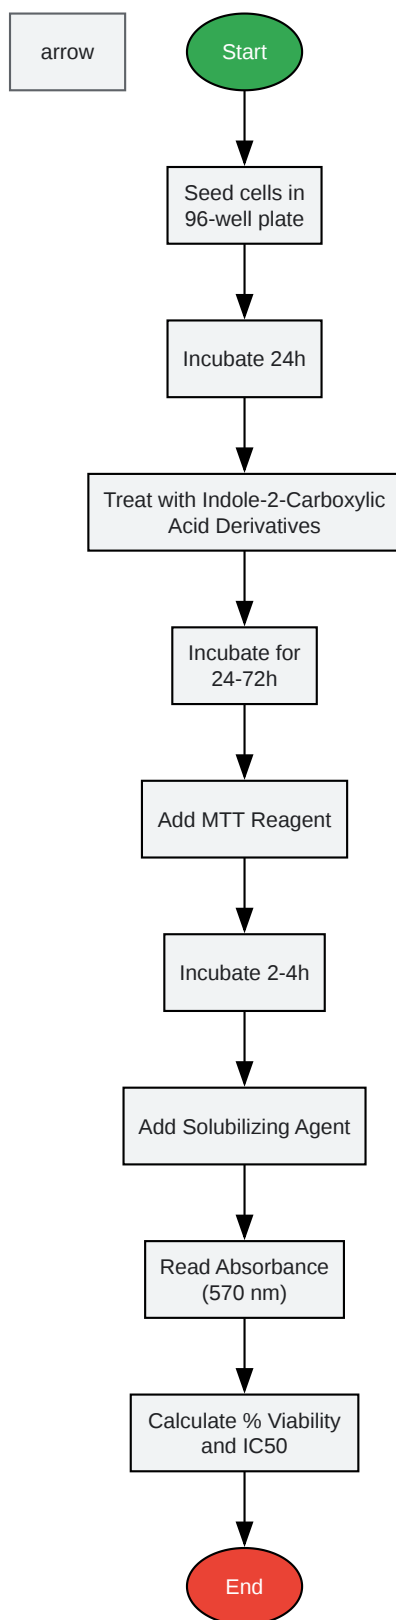 arrow
Start
Seed cells in
96-well plate
Incubate 24h
Treat with Indole-2-Carboxylic
Acid Derivatives
Incubate for
24-72h
Add MTT Reagent
Incubate 2-4h
Add Solubilizing Agent
Read Absorbance
(570 nm)
Calculate % Viability
and IC50
End